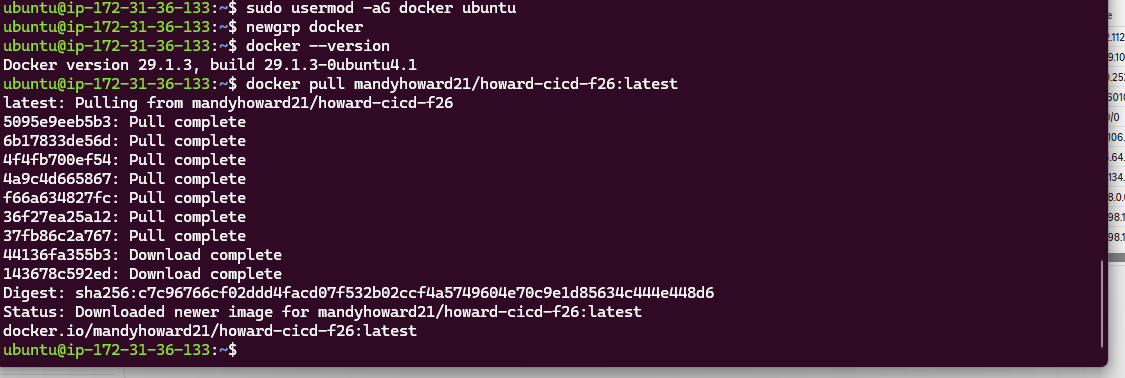 ubuntu@ip-172-31-36-133:~$ sudo usermod -aG docker ubuntu
ubuntu@ip-172-31-36-133:~$ newgrp docker
ubuntu@ip-172-31-36-133:~$ docker --version
Docker version 29.1.3, build 29.1.3-0ubuntu4.1
ubuntu@ip-172-31-36-133:~$ docker pull mandyhoward21/howard-cicd-f26:latest
latest: Pulling from mandyhoward21/howard-cicd-f26
5095e9eeb5b3: Pull complete
6b17833de56d: Pull complete
4f4fb700ef54: Pull complete
4a9c4d665867: Pull complete
f66a634827fc: Pull complete
36f27ea25a12: Pull complete
37fb86c2a767: Pull complete
44136fa355b3: Download complete
143678c592ed: Download complete
Digest: sha256:c7c96766cf02ddd4facd07f532b02ccf4a5749604e70c9e1d85634c444e448d6
Status: Downloaded newer image for mandyhoward21/howard-cicd-f26:latest
docker.io/mandyhoward21/howard-cicd-f26:latest
ubuntu@ip-172-31-36-133:~$